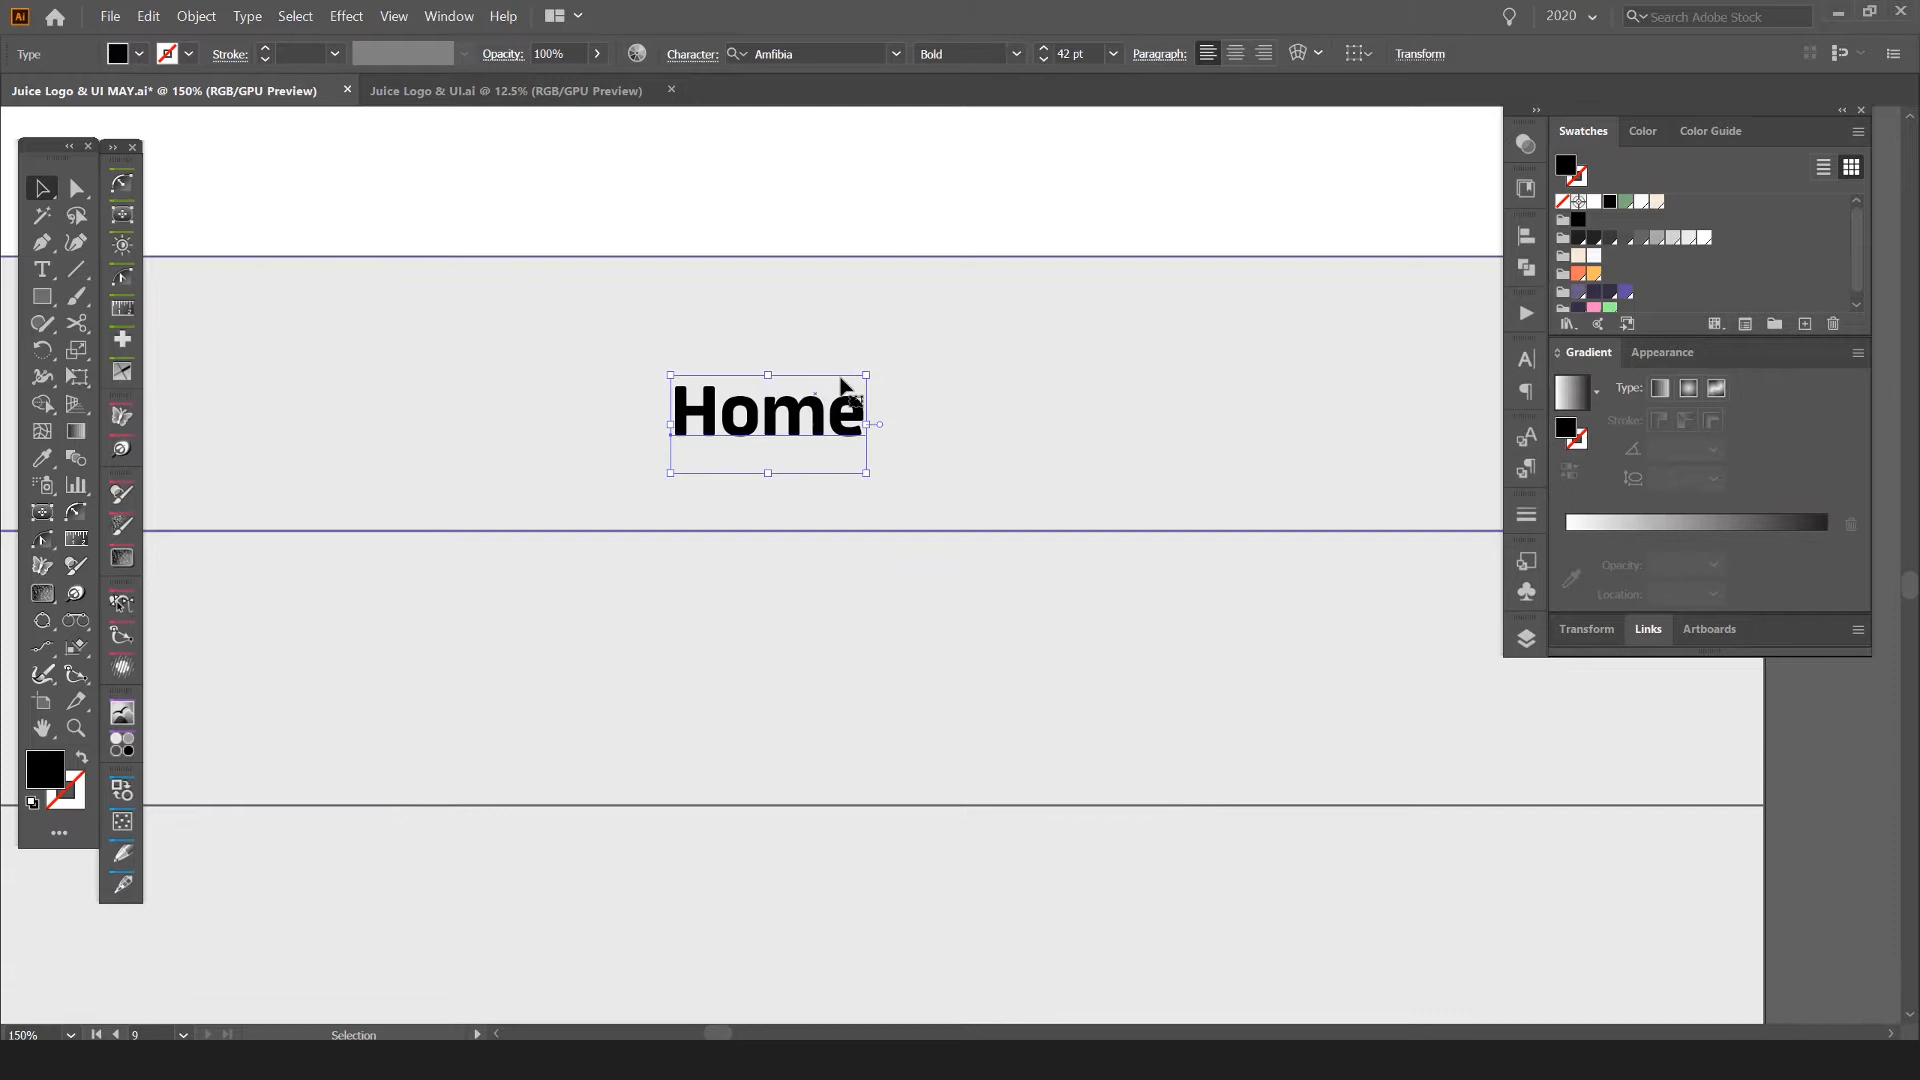 Ai File Edit Object Type Select Effect View Window Help 2020 Search Adobe Stock
Type Stroke: Opacity: 100% Character: Amfibia Bold 42 pt Paragraph: Transform
Juice Logo & UI MAY.ai* @ 150% (RGB/GPU Preview) × Juice Logo & UI.ai @ 12.5% (RGB/GPU Preview) ×
Swatches Color Color Guide
Gradient Appearance
Type:
Stroke:
Home
Opacity:
Location:
Transform Links Artboards
150% 9 Selection